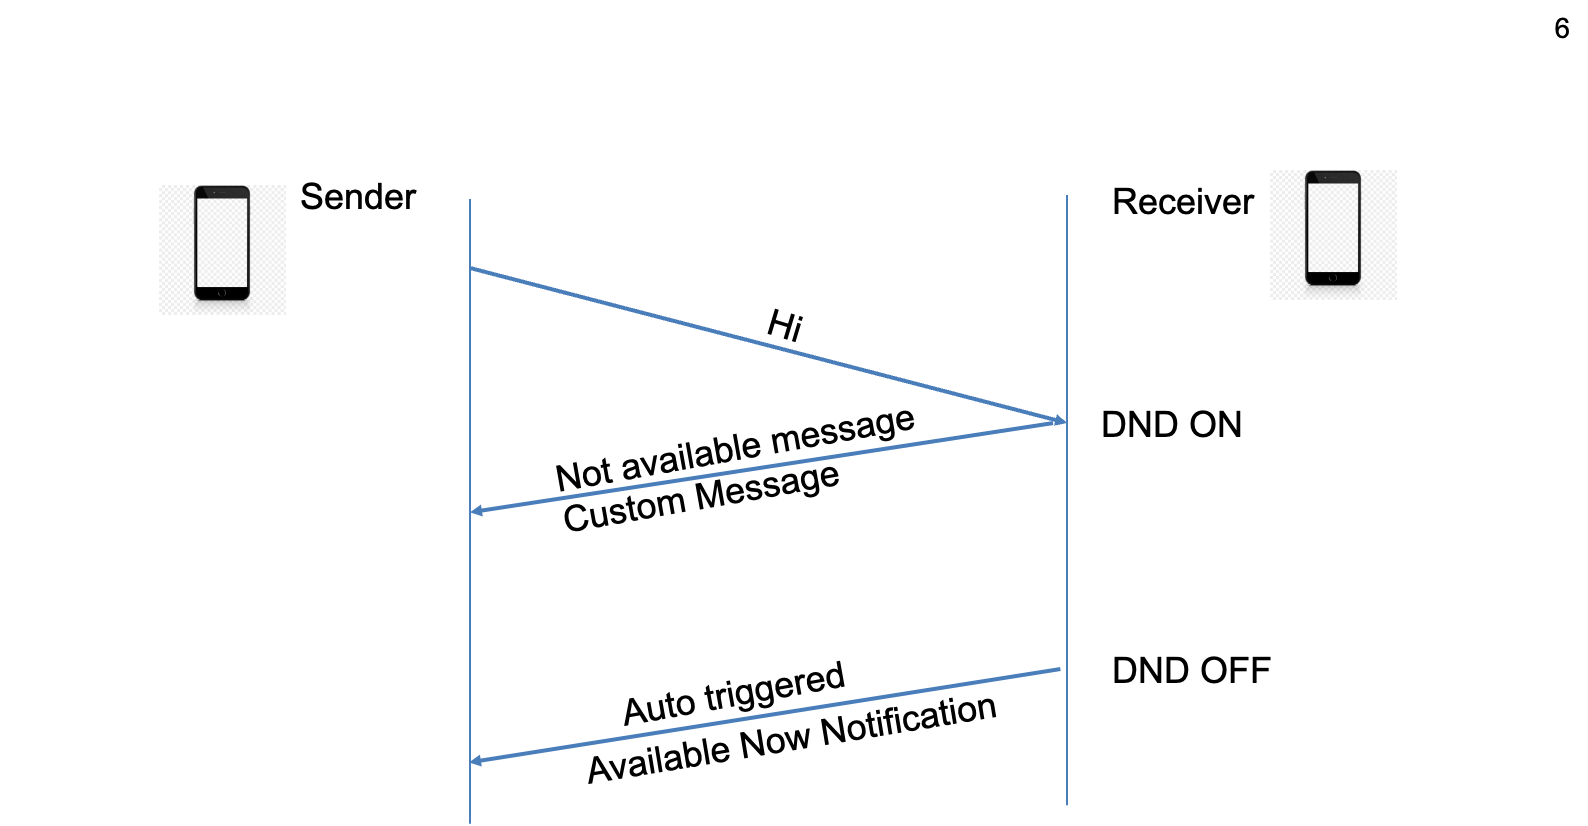 6
Sender
Receiver
Hi
DND ON
Not available message
Custom Message
DND OFF
Auto triggered
Available Now Notification